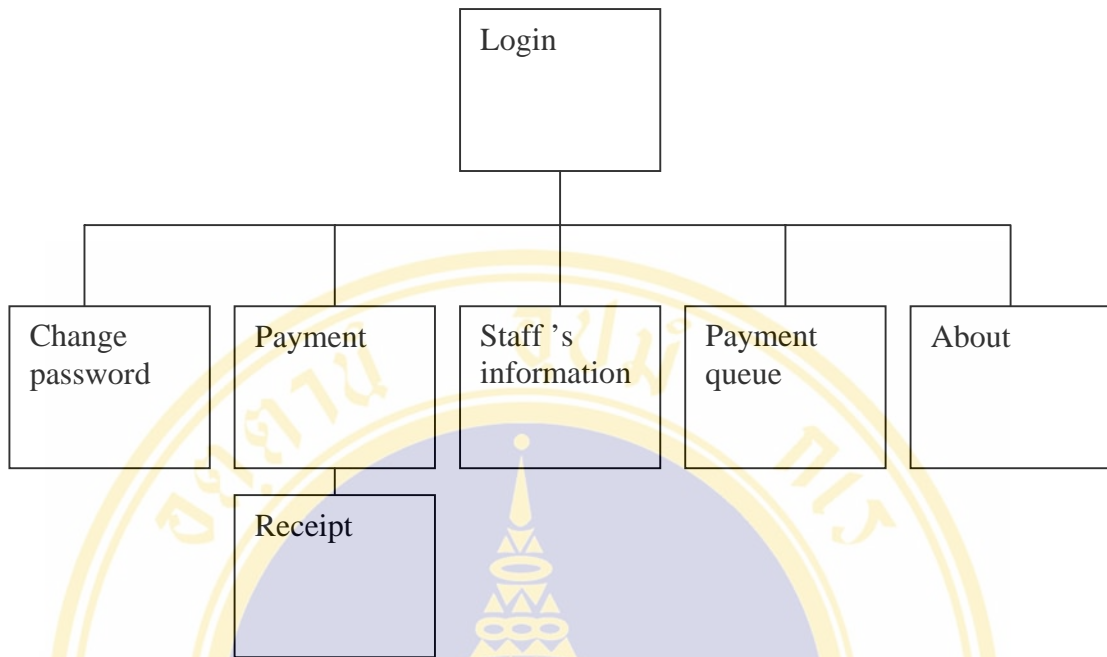 Login
Change
password
Payment
Staff ’s
information
Payment
queue
About
Receipt